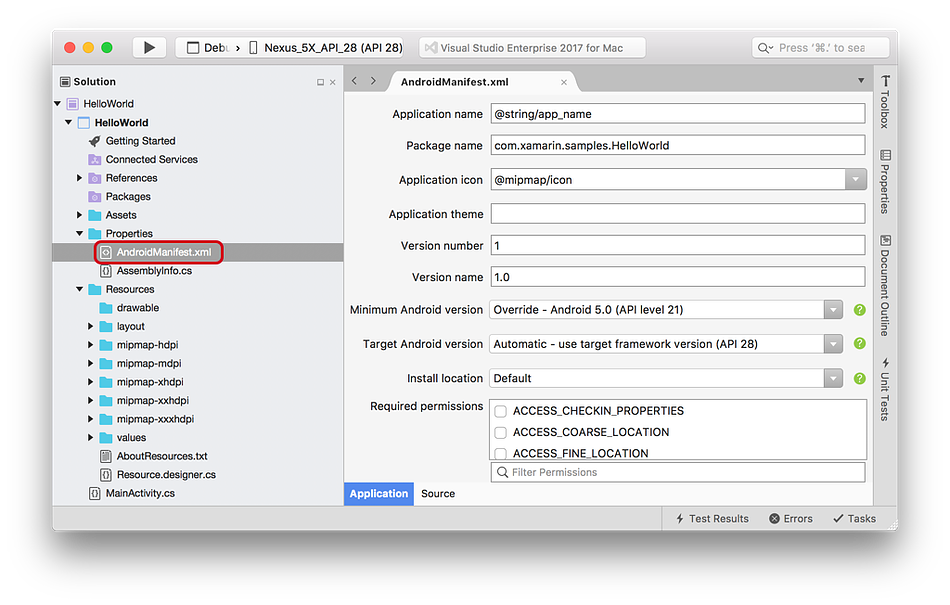 Debu
Nexus_5X_API_28 (API 28)
Visual Studio Enterprise 2017 for Mac
Press '⌘.' to sea
Solution
HelloWorld
HelloWorld
Getting Started
Connected Services
References
Packages
Assets
Properties
AndroidManifest.xml
AssemblyInfo.cs
Resources
drawable
layout
mipmap-hdpi
mipmap-mdpi
mipmap-xhdpi
mipmap-xxhdpi
mipmap-xxxhdpi
values
AboutResources.txt
Resource.designer.cs
MainActivity.cs
AndroidManifest.xml
Application name @string/app_name
Package name com.xamarin.samples.HelloWorld
Application icon @mipmap/icon
Application theme
Version number 1
Version name 1.0
Minimum Android version Override - Android 5.0 (API level 21)
Target Android version Automatic - use target framework version (API 28)
Install location Default
Required permissions
ACCESS_CHECKIN_PROPERTIES
ACCESS_COARSE_LOCATION
ACCESS_FINE_LOCATION
Filter Permissions
Application Source
Toolbox
Properties
Document Outline
Unit Tests
Test Results Errors Tasks